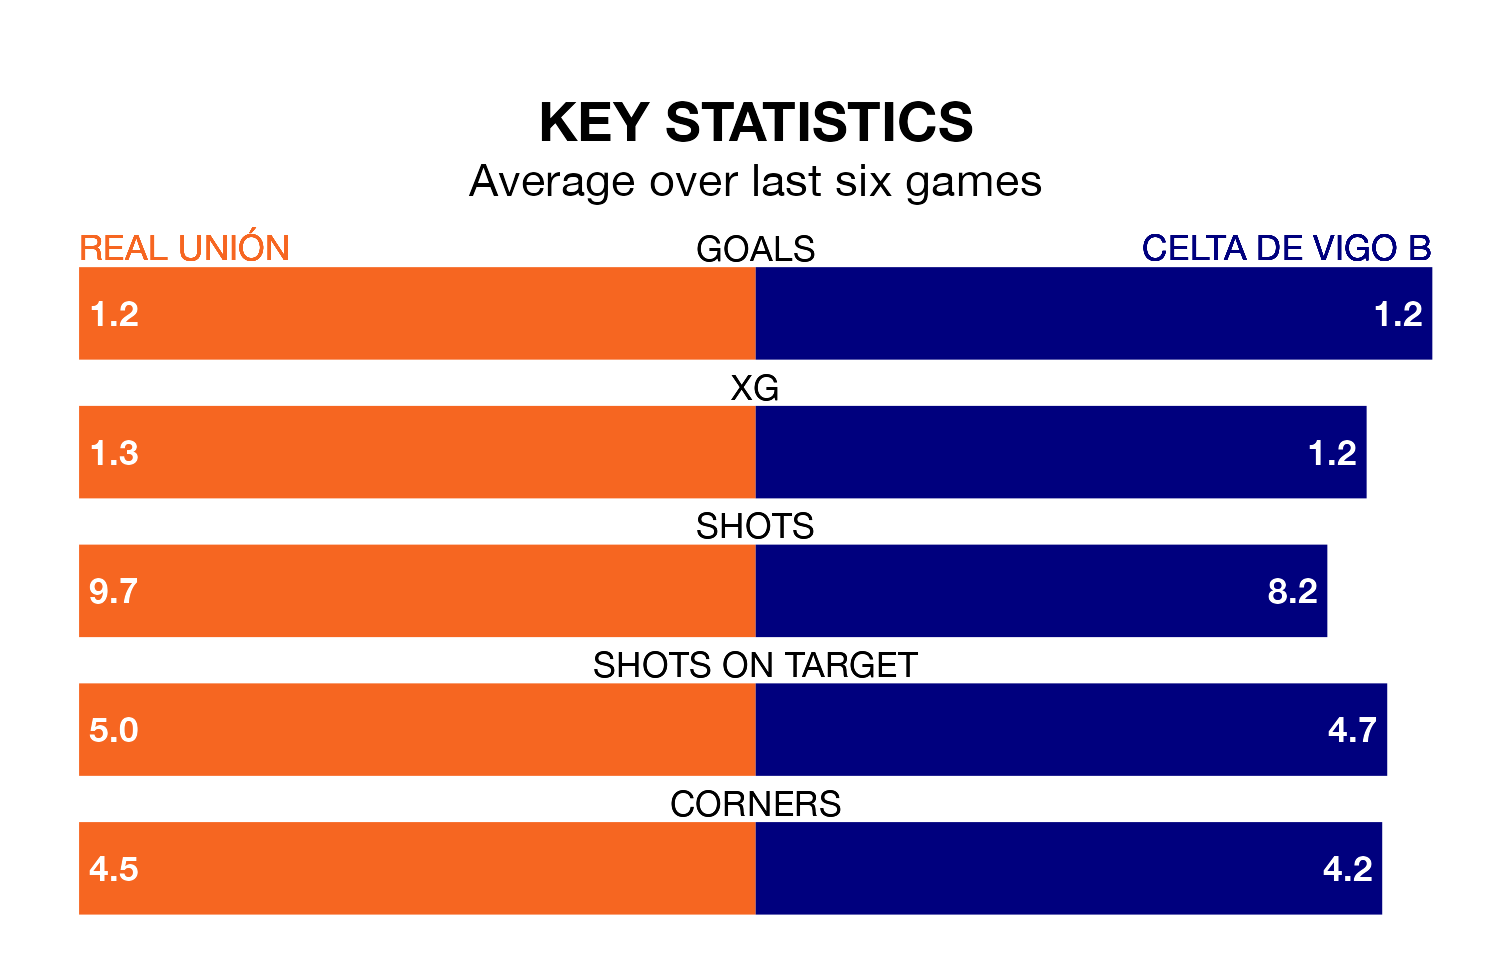 KEY STATISTICS
Average over last six games
REAL UNIÓN GOALS CELTA DE VIGO B
1.2 1.2
XG
1.3 1.2
SHOTS
9.7 8.2
SHOTS ON TARGET
5.0 4.7
CORNERS
4.5 4.2